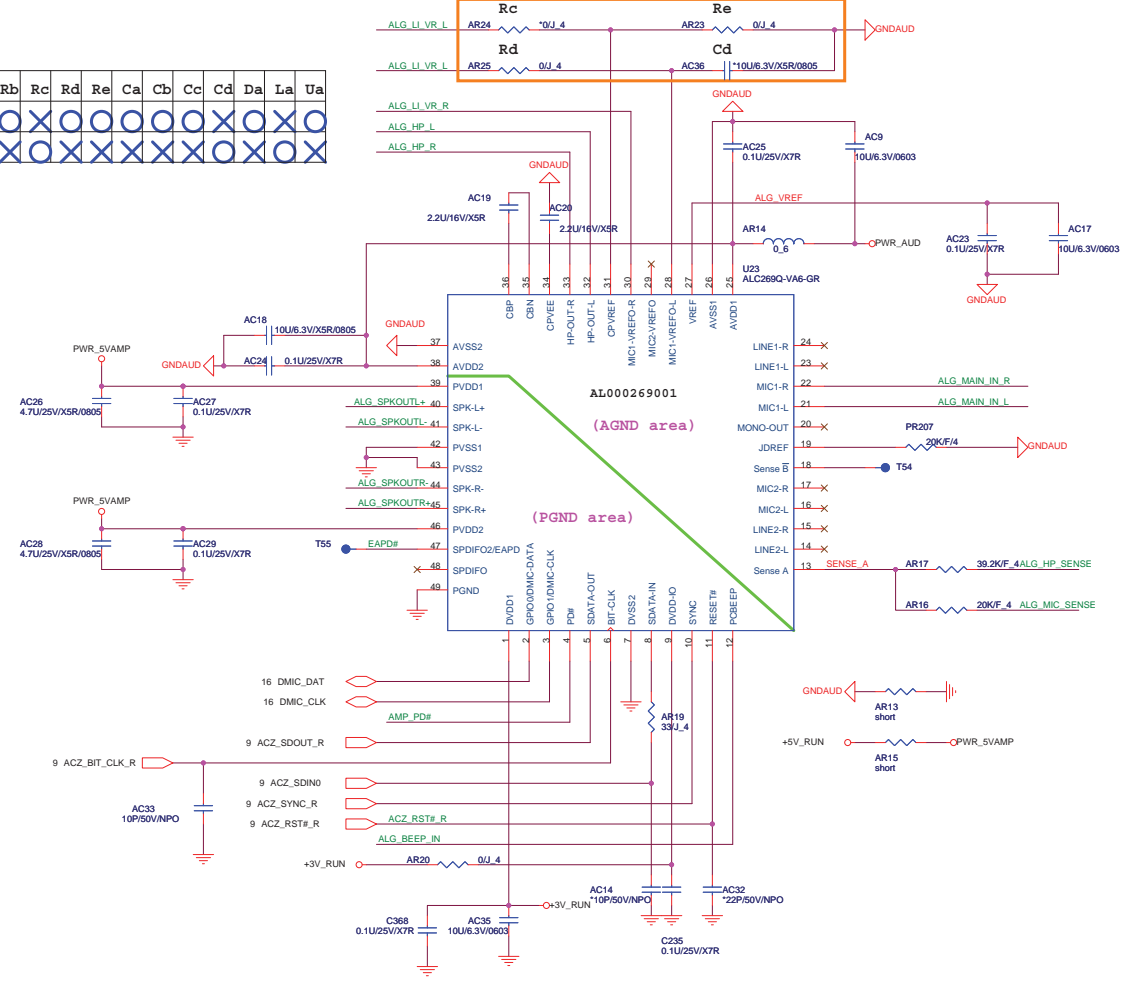 Rc Re
ALG_LI_VR_L AR24 *0/J_4 AR23 0/J_4 GNDAUD
Rd Cd
ALG_LI_VR_L AR25 0/J_4 AC36 *10U/6.3V/X5R/0805
Rb Rc Rd Re Ca Cb Cc Cd Da La Ua
ALG_LI_VR_R
ALG_HP_L
ALG_HP_R
GNDAUD
AC25
0.1U/25V/X7R
AC9
10U/6.3V/0603
GNDAUD
AC19
2.2U/16V/X5R
AC20
2.2U/16V/X5R
ALG_VREF
AR14
0_6
PWR_AUD
AC23
0.1U/25V/X7R
AC17
10U/6.3V/0603
GNDAUD
U23
ALC269Q-VA6-GR
36 35 34 33 32 31 30 29 28 27 26 25
CBP CBN CPVEE HP-OUT-R HP-OUT-L CPVREF MIC1-VREFO-R MIC2-VREFO MIC1-VREFO-L VREF AVSS1 AVDD1
AC18
10U/6.3V/X5R/0805
GNDAUD
AC24 0.1U/25V/X7R
GNDAUD
PWR_5VAMP
AC26
4.7U/25V/X5R/0805
AC27
0.1U/25V/X7R
37 AVSS2
38 AVDD2
39 PVDD1
ALG_SPKOUTL+ 40 SPK-L+
ALG_SPKOUTL- 41 SPK-L-
42 PVSS1
43 PVSS2
ALG_SPKOUTR- 44 SPK-R-
ALG_SPKOUTR+ 45 SPK-R+
46 PVDD2
T55 EAPD# 47 SPDIFO2/EAPD
48 SPDIFO
49 PGND
PWR_5VAMP
AC28
4.7U/25V/X5R/0805
AC29
0.1U/25V/X7R
AL000269001
(AGND area)
(PGND area)
LINE1-R 24
LINE1-L 23
MIC1-R 22 ALG_MAIN_IN_R
MIC1-L 21 ALG_MAIN_IN_L
MONO-OUT 20
JDREF 19 PR207 20K/F/4 GNDAUD
Sense B 18 T54
MIC2-R 17
MIC2-L 16
LINE2-R 15
LINE2-L 14
Sense A 13 SENSE_A AR17 39.2K/F_4 ALG_HP_SENSE
AR16 20K/F_4 ALG_MIC_SENSE
DVDD1 GPIO0/DMIC-DATA GPIO1/DMIC-CLK PD# SDATA-OUT BIT-CLK DVSS2 SDATA-IN DVDD-IO SYNC RESET# PCBEEP
1 2 3 4 5 6 7 8 9 10 11 12
16 DMIC_DAT
16 DMIC_CLK
AMP_PD#
AR19
33/J_4
9 ACZ_SDOUT_R
9 ACZ_BIT_CLK_R
9 ACZ_SDIN0
9 ACZ_SYNC_R
9 ACZ_RST#_R ACZ_RST#_R
ALG_BEEP_IN
AC33
10P/50V/NPO
+3V_RUN AR20 0/J_4
GNDAUD
AR13
short
+5V_RUN PWR_5VAMP
AR15
short
AC14
*10P/50V/NPO
AC32
*22P/50V/NPO
+3V_RUN
C368
0.1U/25V/X7R
AC35
10U/6.3V/0603
C235
0.1U/25V/X7R